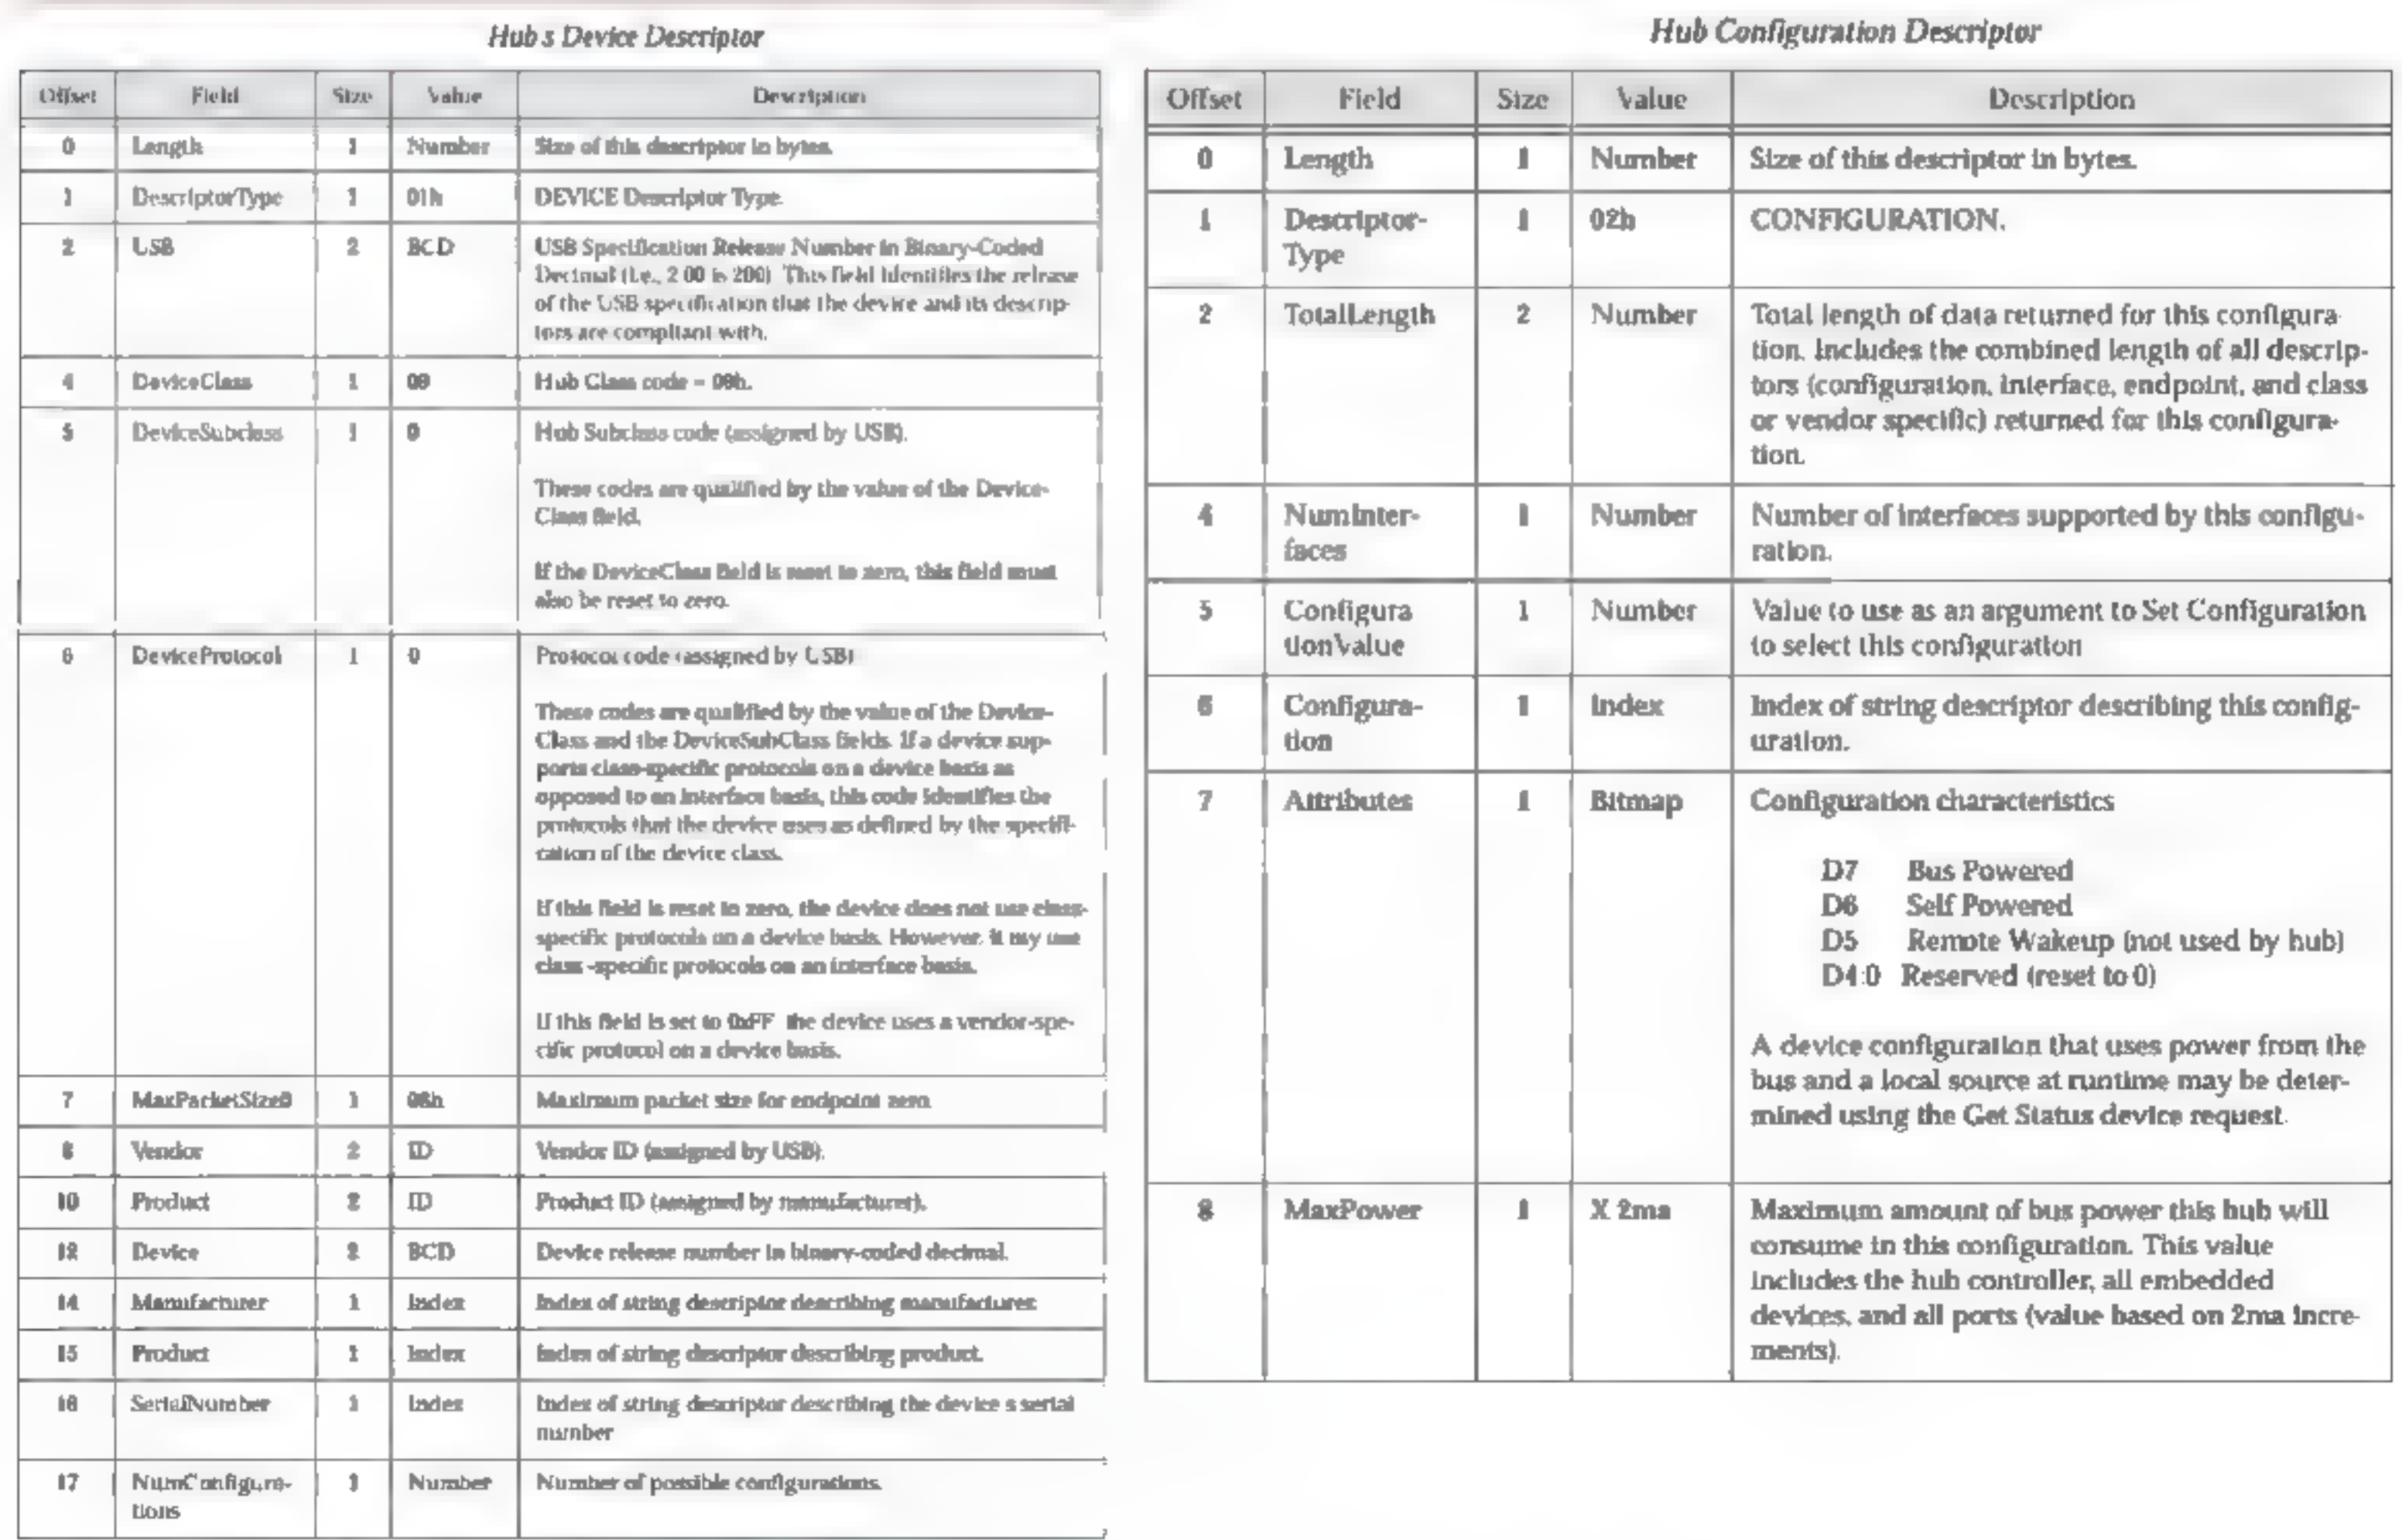 Hub s Device Descriptor
Offset Field Size Value Description
0 Length 1 Number Size of this descriptor in bytes.
1 DescriptorType 1 01h DEVICE Descriptor Type.
2 USB 2 BCD USB Specification Release Number in Binary-Coded
Decimal (i.e., 2 00 is 200) This field identifies the release
of the USB specification that the device and its descrip-
tors are compliant with.
4 DeviceClass 1 09 Hub Class code = 09h.
5 DeviceSubclass 1 0 Hub Subclass code (assigned by USB).
These codes are qualified by the value of the Device-
Class field.
If the DeviceClass field is reset to zero, this field must
also be reset to zero.
6 DeviceProtocol 1 0 Protocol code (assigned by USB)
These codes are qualified by the value of the Device-
Class and the DeviceSubClass fields. If a device sup-
ports class-specific protocols on a device basis as
opposed to an interface basis, this code identifies the
protocols that the device uses as defined by the specifi-
cation of the device class.
If this field is reset to zero, the device does not use class-
specific protocols on a device basis. However, it my use
class -specific protocols on an interface basis.
If this field is set to 0xFF the device uses a vendor-spe-
cific protocol on a device basis.
7 MaxPacketSize0 1 Maximum packet size for endpoint zero
8 Vendor 2 ID Vendor ID (assigned by USB).
10 Product 2 ID Product ID (assigned by manufacturer).
12 Device 2 BCD Device release number in binary-coded decimal.
14 Manufacturer 1 Index Index of string descriptor describing manufacturer.
15 Product 1 Index Index of string descriptor describing product.
16 SerialNumber 1 Index Index of string descriptor describing the device s serial
number
17 NumConfigura- 1 Number Number of possible configurations.
tions
Hub Configuration Descriptor
Offset Field Size Value Description
0 Length 1 Number Size of this descriptor in bytes.
1 Descriptor- 1 02h CONFIGURATION.
Type
2 TotalLength 2 Number Total length of data returned for this configura
tion. Includes the combined length of all descrip-
tors (configuration, interface, endpoint, and class
or vendor specific) returned for this configura-
tion.
4 NumInter- 1 Number Number of interfaces supported by this configu-
faces ration.
5 Configura 1 Number Value to use as an argument to Set Configuration
tionValue to select this configuration
6 Configura- 1 Index Index of string descriptor describing this config-
tion uration.
7 Attributes 1 Bitmap Configuration characteristics
D7 Bus Powered
D6 Self Powered
D5 Remote Wakeup (not used by hub)
D4:0 Reserved (reset to 0)
A device configuration that uses power from the
bus and a local source at runtime may be deter-
mined using the Get Status device request.
8 MaxPower 1 X 2ma Maximum amount of bus power this hub will
consume in this configuration. This value
includes the hub controller, all embedded
devices, and all ports (value based on 2ma incre-
ments).